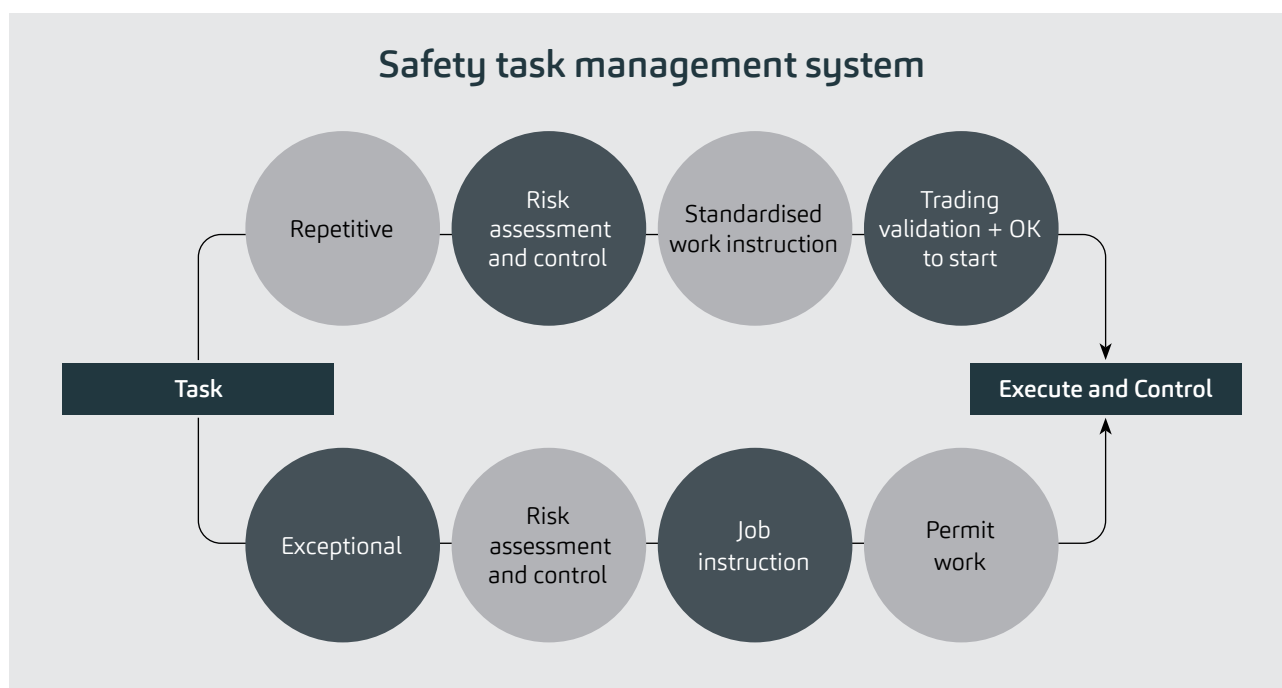 Safety task management system
Repetitive
Risk
assessment
and control
Standardised
work instruction
Trading
validation + OK
to start
Task
Execute and Control
Exceptional
Risk
assessment
and control
Job
instruction
Permit
work